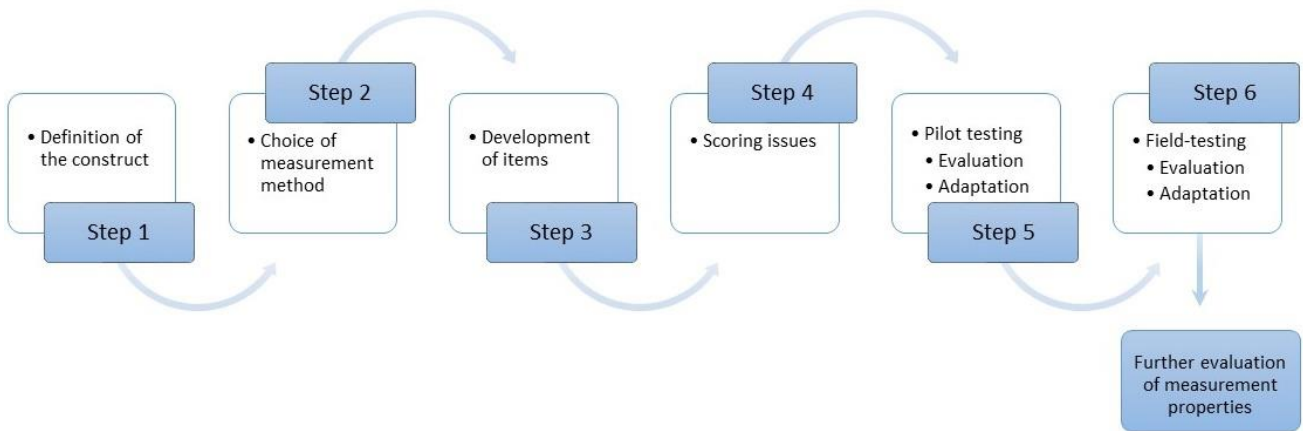 Step 1
• Definition of
the construct
Step 2
• Choice of
measurement
method
Step 3
• Development
of items
Step 4
• Scoring issues
Step 5
• Pilot testing
• Evaluation
• Adaptation
Step 6
• Field-testing
• Evaluation
• Adaptation
Further evaluation
of measurement
properties